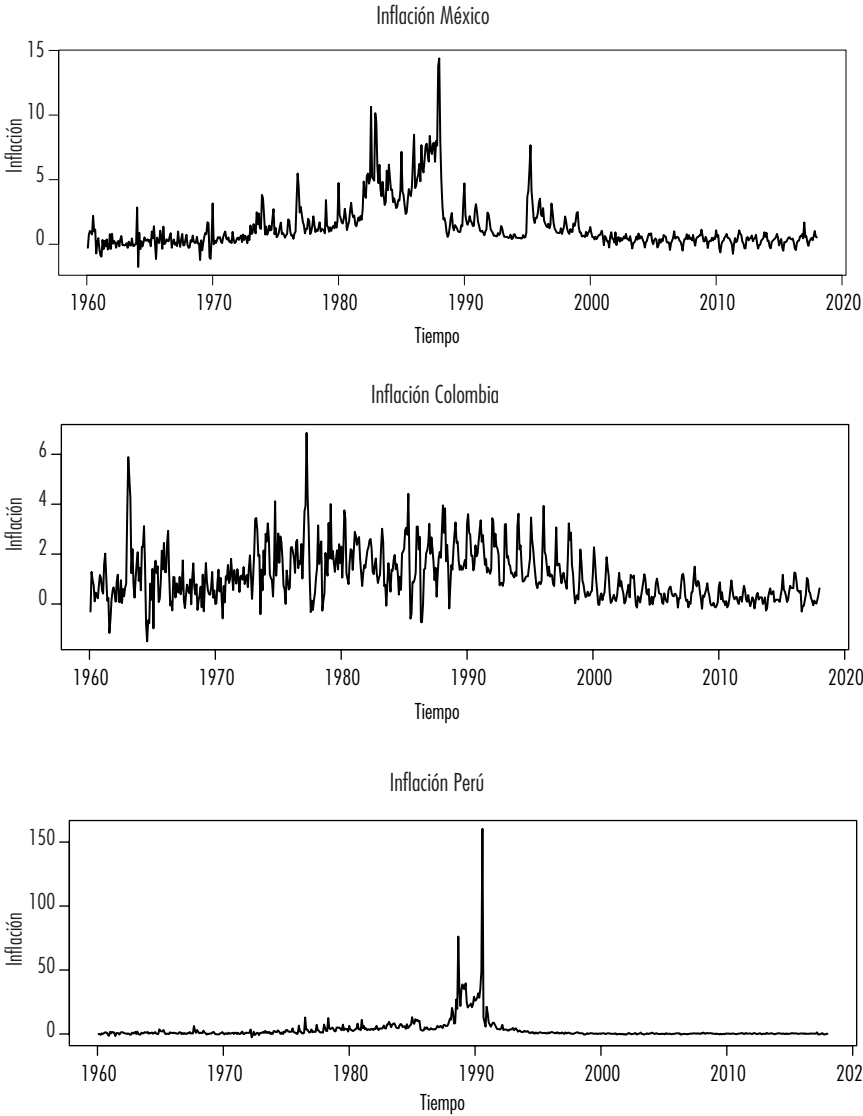 Inflación México
15
10
5
0
Inflación
1960 1970 1980 1990 2000 2010 2020
Tiempo
Inflación Colombia
6
4
2
0
Inflación
1960 1970 1980 1990 2000 2010 2020
Tiempo
Inflación Perú
150
100
50
0
Inflación
1960 1970 1980 1990 2000 2010 202
Tiempo